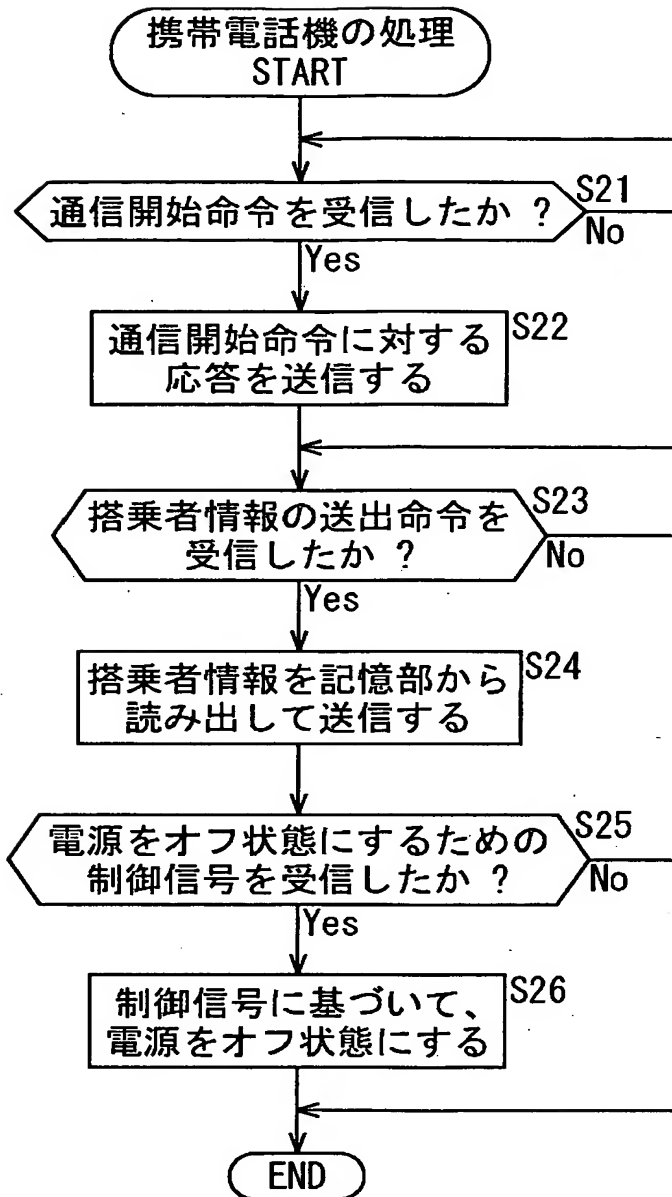 携帯電話機の処理
START
S21
通信開始命令を受信したか ?
No
Yes
S22
通信開始命令に対する
応答を送信する
S23
搭乗者情報の送出命令を
受信したか ?
No
Yes
S24
搭乗者情報を記憶部から
読み出して送信する
S25
電源をオフ状態にするための
制御信号を受信したか ?
No
Yes
S26
制御信号に基づいて、
電源をオフ状態にする
END